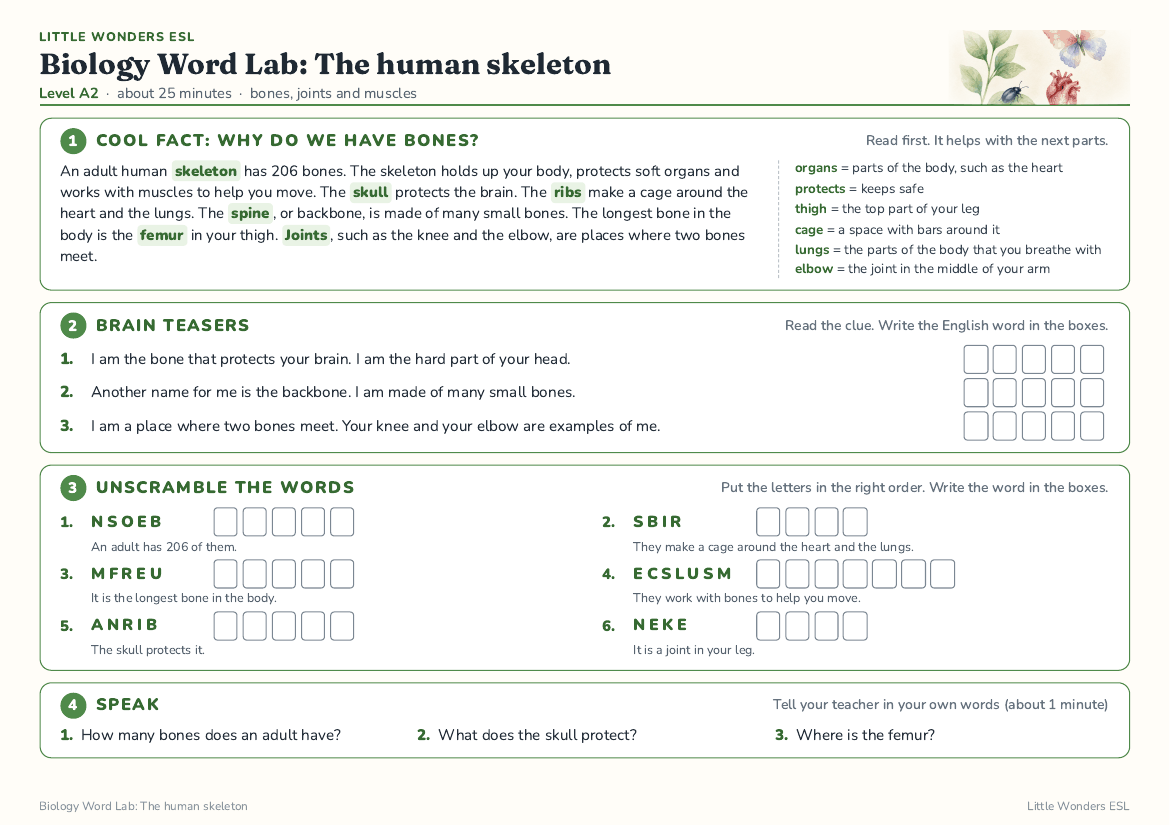 LITTLE WONDERS ESL
Biology Word Lab: The human skeleton
Level A2 · about 25 minutes · bones, joints and muscles
1 COOL FACT: WHY DO WE HAVE BONES?
Read first. It helps with the next parts.
An adult human skeleton has 206 bones. The skeleton holds up your body, protects soft organs and
works with muscles to help you move. The skull protects the brain. The ribs make a cage around the
heart and the lungs. The spine, or backbone, is made of many small bones. The longest bone in the
body is the femur in your thigh. Joints, such as the knee and the elbow, are places where two bones
meet.
organs = parts of the body, such as the heart
protects = keeps safe
thigh = the top part of your leg
cage = a space with bars around it
lungs = the parts of the body that you breathe with
elbow = the joint in the middle of your arm
2 BRAIN TEASERS
Read the clue. Write the English word in the boxes.
1. I am the bone that protects your brain. I am the hard part of your head.
2. Another name for me is the backbone. I am made of many small bones.
3. I am a place where two bones meet. Your knee and your elbow are examples of me.
3 UNSCRAMBLE THE WORDS
Put the letters in the right order. Write the word in the boxes.
1. NSOEB
An adult has 206 of them.
2. SBIR
They make a cage around the heart and the lungs.
3. MFREU
It is the longest bone in the body.
4. ECSLUSM
They work with bones to help you move.
5. ANRIB
The skull protects it.
6. NEKE
It is a joint in your leg.
4 SPEAK
Tell your teacher in your own words (about 1 minute)
1. How many bones does an adult have?
2. What does the skull protect?
3. Where is the femur?
Biology Word Lab: The human skeleton
Little Wonders ESL